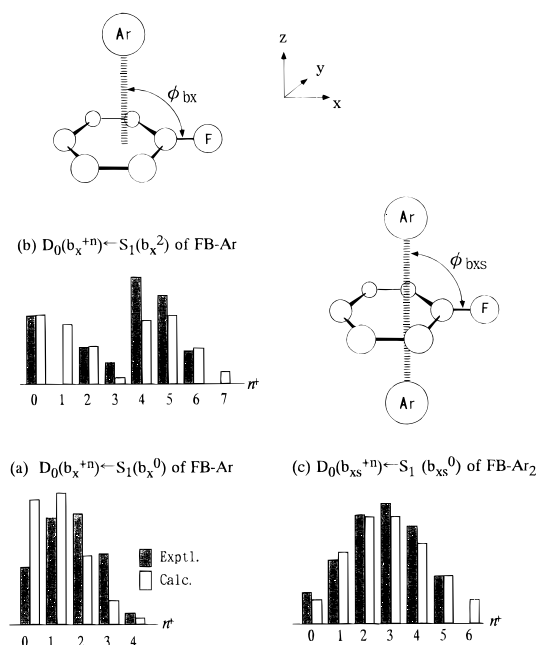 Ar
z
y
x
ϕbx
F
(b) D₀(bₓ⁺ⁿ)←S₁(bₓ²) of FB-Ar
n⁺
0 1 2 3 4 5 6 7
(a) D₀(bₓ⁺ⁿ)←S₁(bₓ⁰) of FB-Ar
Exptl.
Calc.
n⁺
0 1 2 3 4
Ar
ϕbxs
F
Ar
(c) D₀(bₓₛ⁺ⁿ)←S₁ (bₓₛ⁰) of FB-Ar₂
n⁺
0 1 2 3 4 5 6